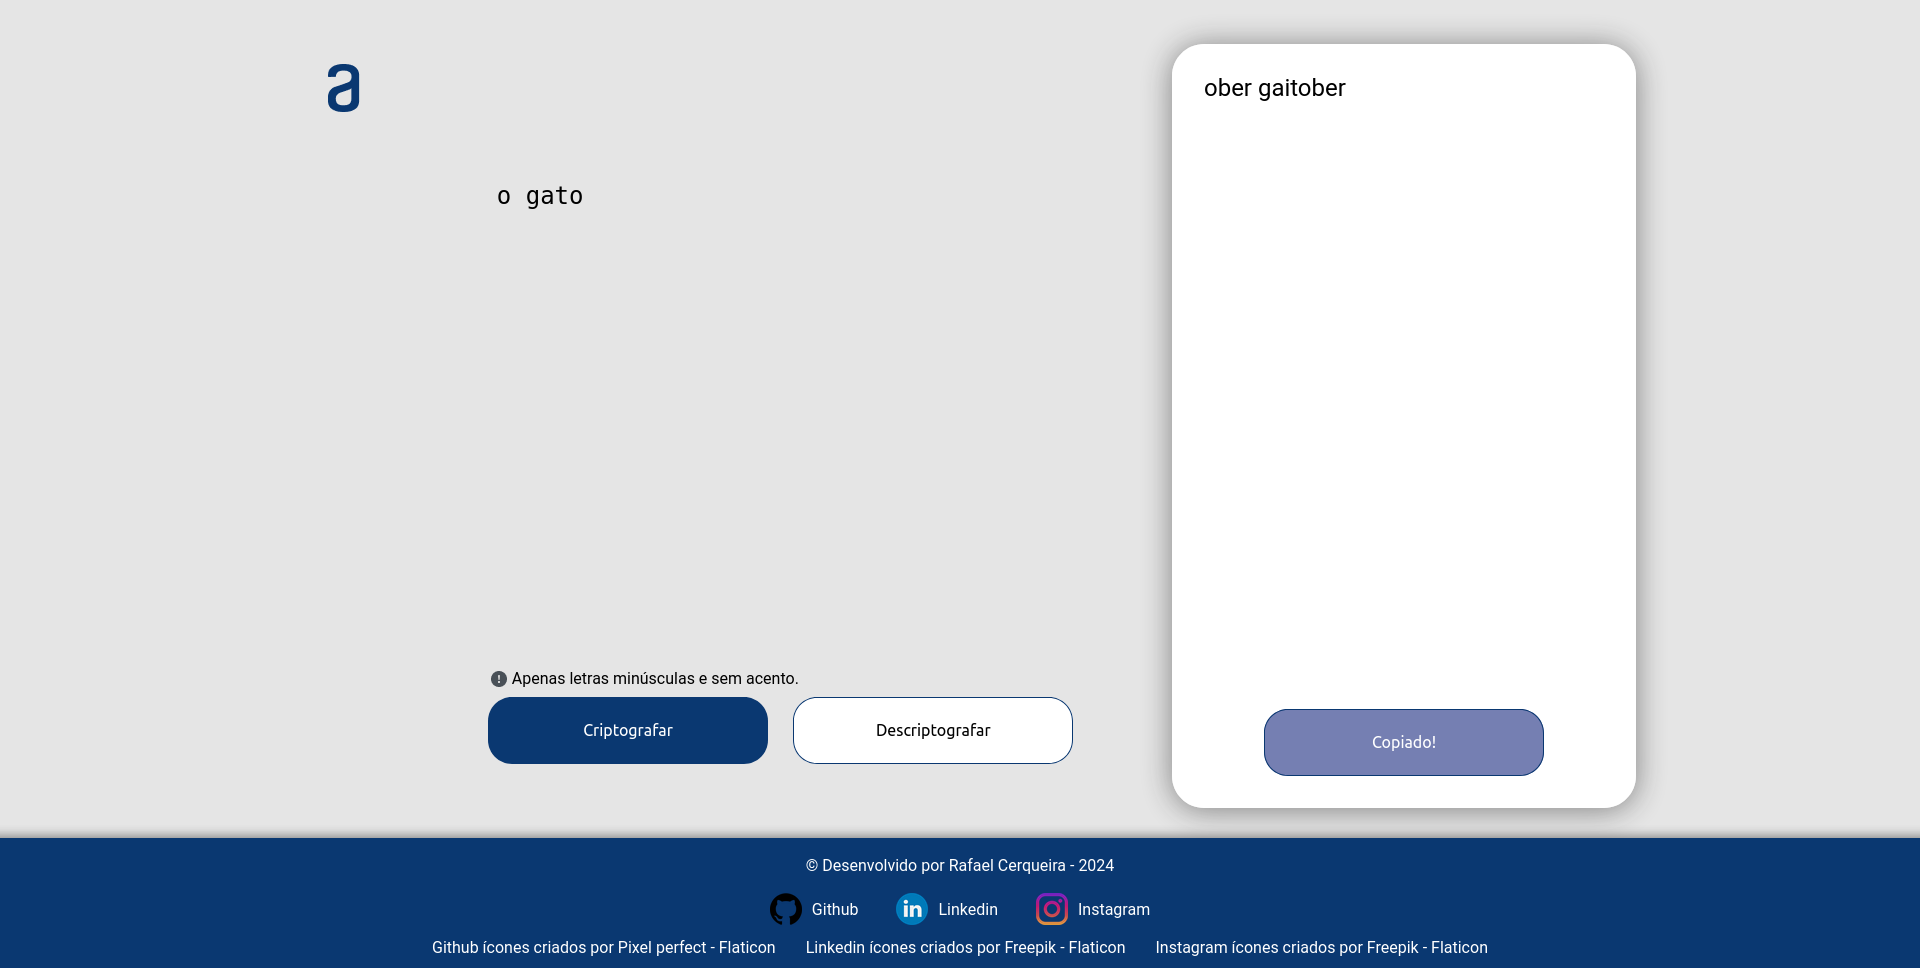 a
o gato
Apenas letras minúsculas e sem acento.
Criptografar
Descriptografar
ober gaitober
Copiado!
© Desenvolvido por Rafael Cerqueira - 2024
Github
Linkedin
Instagram
Github ícones criados por Pixel perfect - Flaticon
Linkedin ícones criados por Freepik - Flaticon
Instagram ícones criados por Freepik - Flaticon